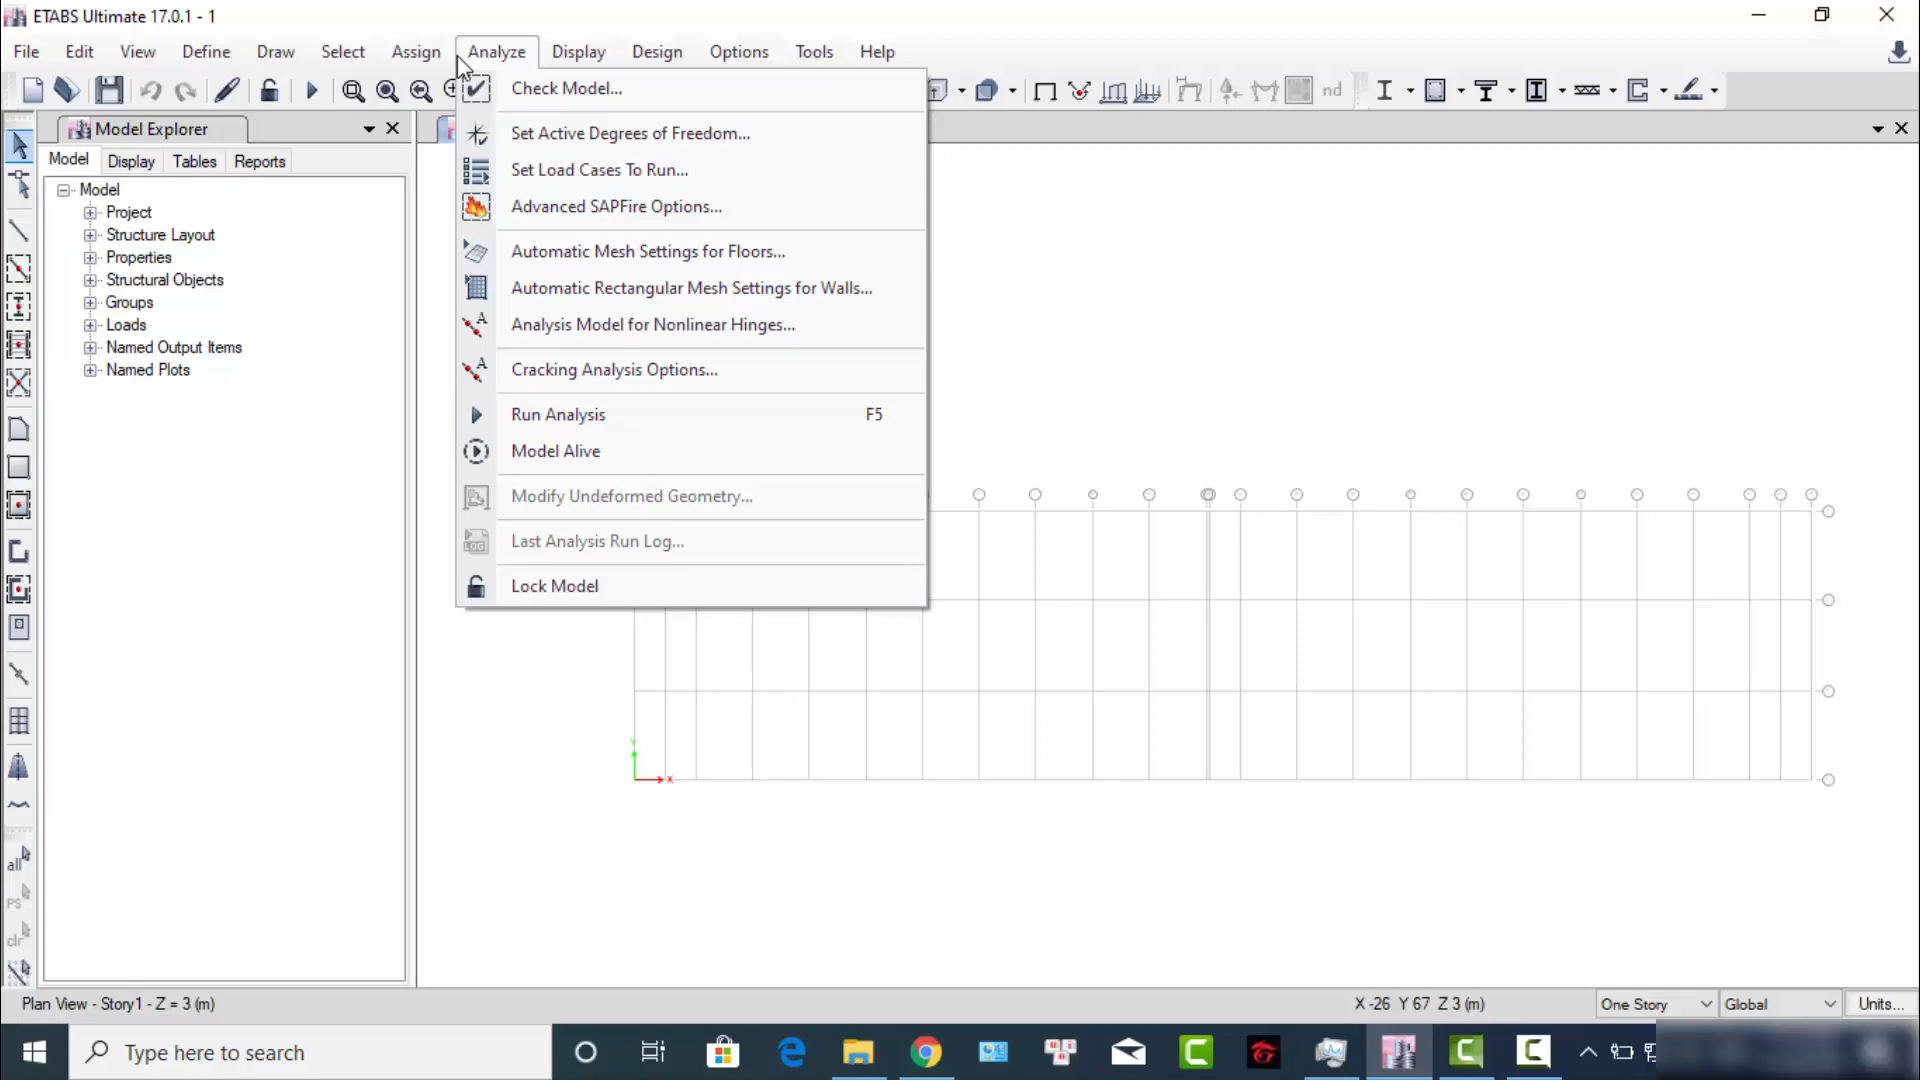 ETABS Ultimate 17.0.1 - 1
File Edit View Define Draw Select Assign Analyze Display Design Options Tools Help
nd
Model Explorer
Model Display Tables Reports
Model
Project
Structure Layout
Properties
Structural Objects
Groups
Loads
Named Output Items
Named Plots
Check Model...
Set Active Degrees of Freedom...
Set Load Cases To Run...
Advanced SAPFire Options...
Automatic Mesh Settings for Floors...
Automatic Rectangular Mesh Settings for Walls...
Analysis Model for Nonlinear Hinges...
Cracking Analysis Options...
Run Analysis F5
Model Alive
Modify Undeformed Geometry...
Last Analysis Run Log...
Lock Model
all
PS
clr
Y
X
Plan View - Story1 - Z = 3 (m)
X -26 Y 67 Z 3 (m)
One Story Global Units...
Type here to search